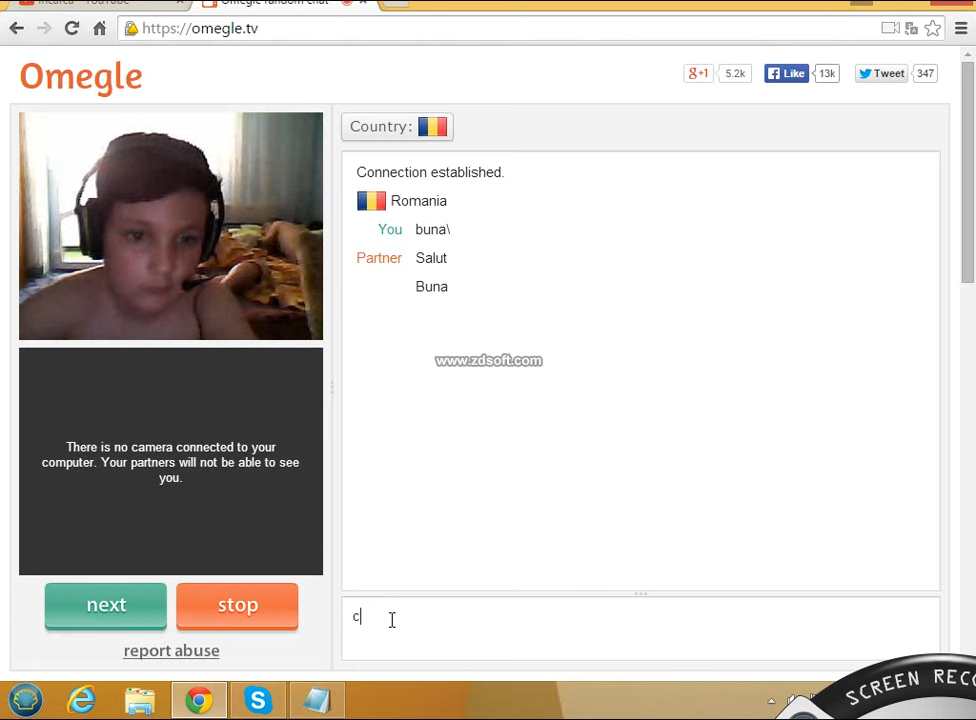 https://omegle.tv
Omegle
+1
5.2k
Like
13k
Tweet
347
Country:
Connection established.
Romania
You buna\
Partner Salut
Buna
www.zdsoft.com
There is no camera connected to your
computer. Your partners will not be able to see
you.
next
stop
report abuse
c
SCREEN RECO